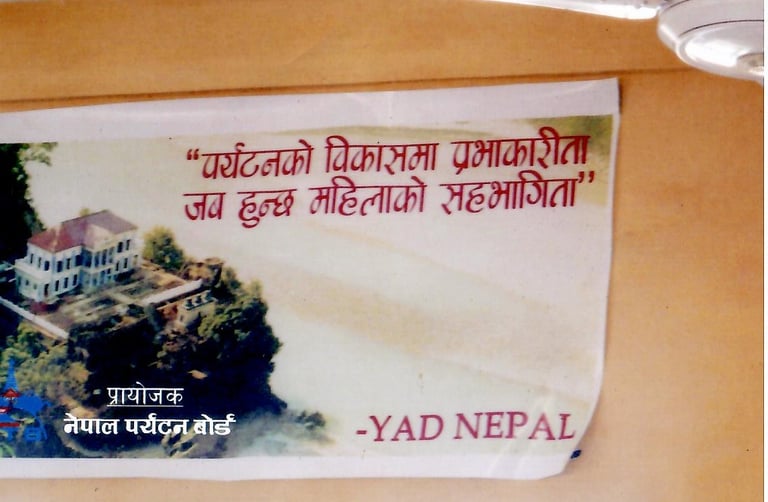 “पर्यटनको विकासमा प्रभाकारीता
जब हुन्छ महिलाको सहभागिता”
प्रायोजक
नेपाल पर्यटन बोर्ड
-YAD NEPAL